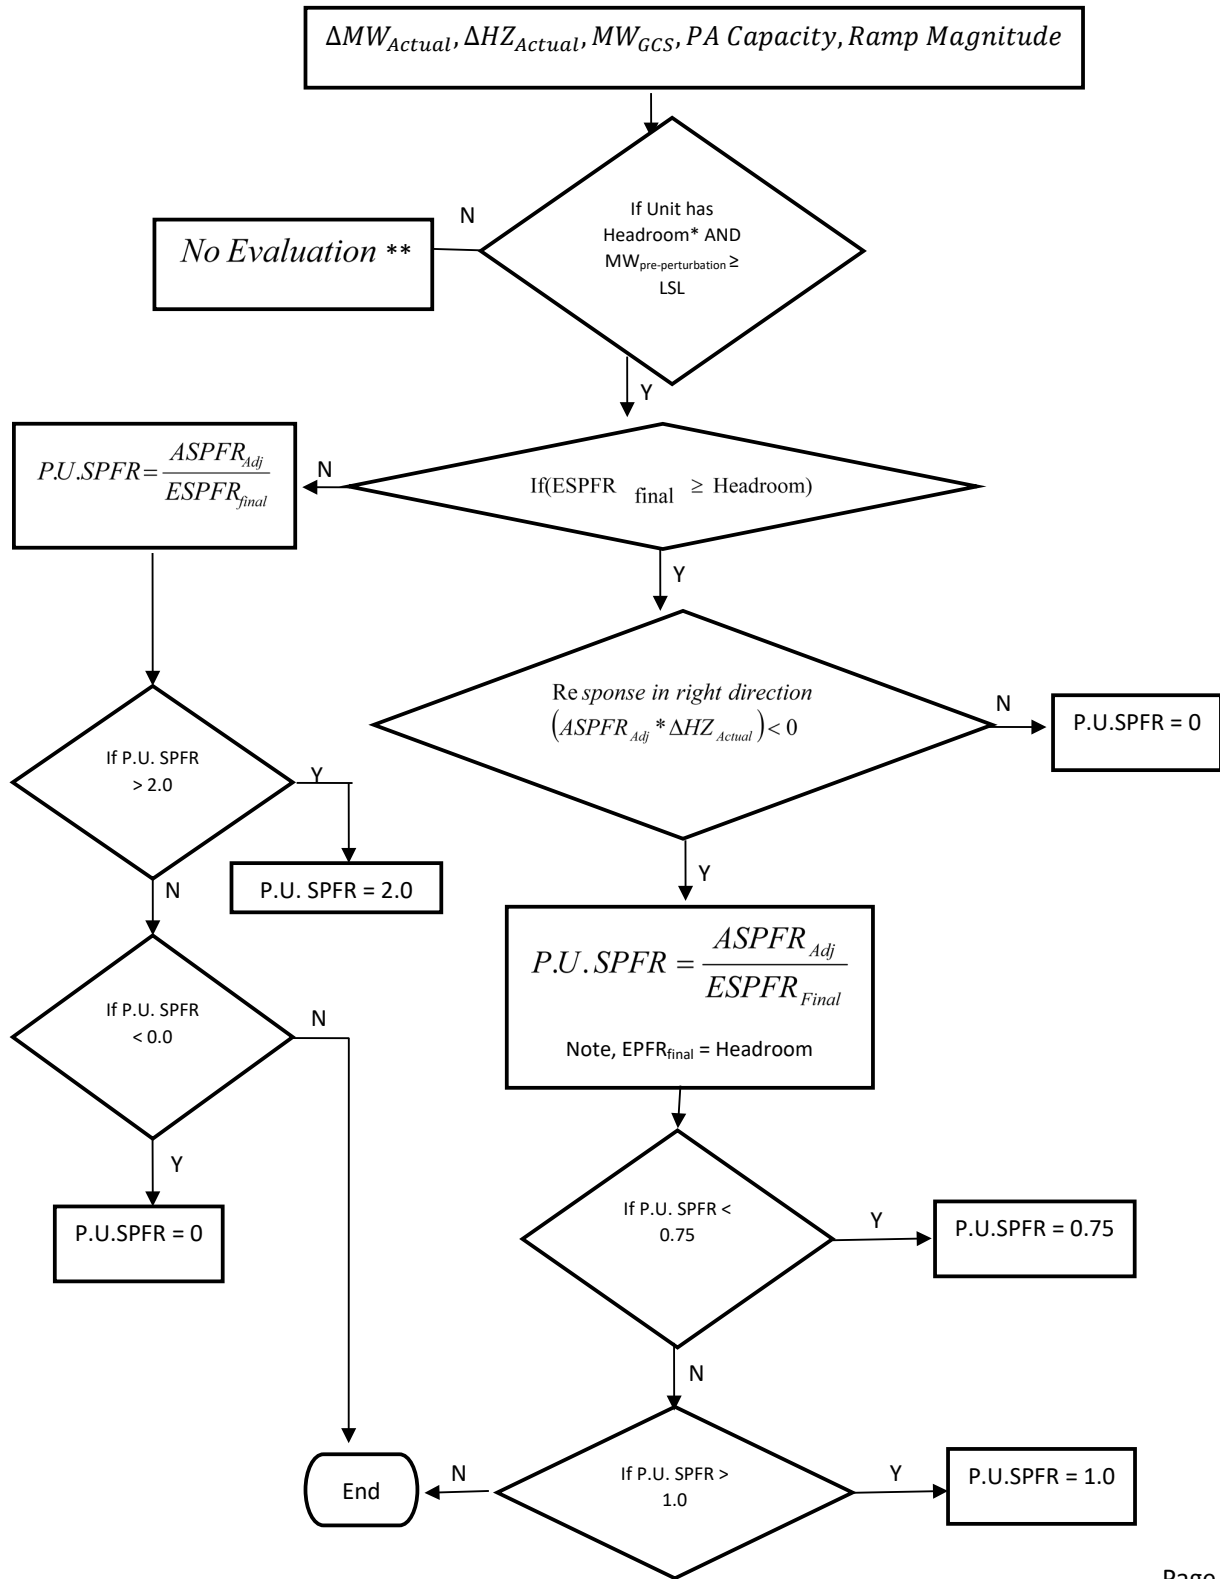 ΔMW_Actual, ΔHZ_Actual, MW_GCS, PA Capacity, Ramp Magnitude
If Unit has
Headroom* AND
MW_pre-perturbation ≥
LSL
N
No Evaluation **
Y
If(ESPFR final ≥ Headroom)
N
P.U.SPFR = ASPFR_Adj / ESPFR_final
Y
Re sponse in right direction
(ASPFR_Adj * ΔHZ_Actual) < 0
N
P.U.SPFR = 0
If P.U. SPFR
> 2.0
Y
P.U. SPFR = 2.0
N
Y
P.U.SPFR = ASPFR_Adj / ESPFR_Final
Note, EPFR_final = Headroom
If P.U. SPFR
< 0.0
N
Y
P.U.SPFR = 0
If P.U. SPFR <
0.75
Y
P.U.SPFR = 0.75
N
If P.U. SPFR >
1.0
Y
P.U.SPFR = 1.0
N
End
Page